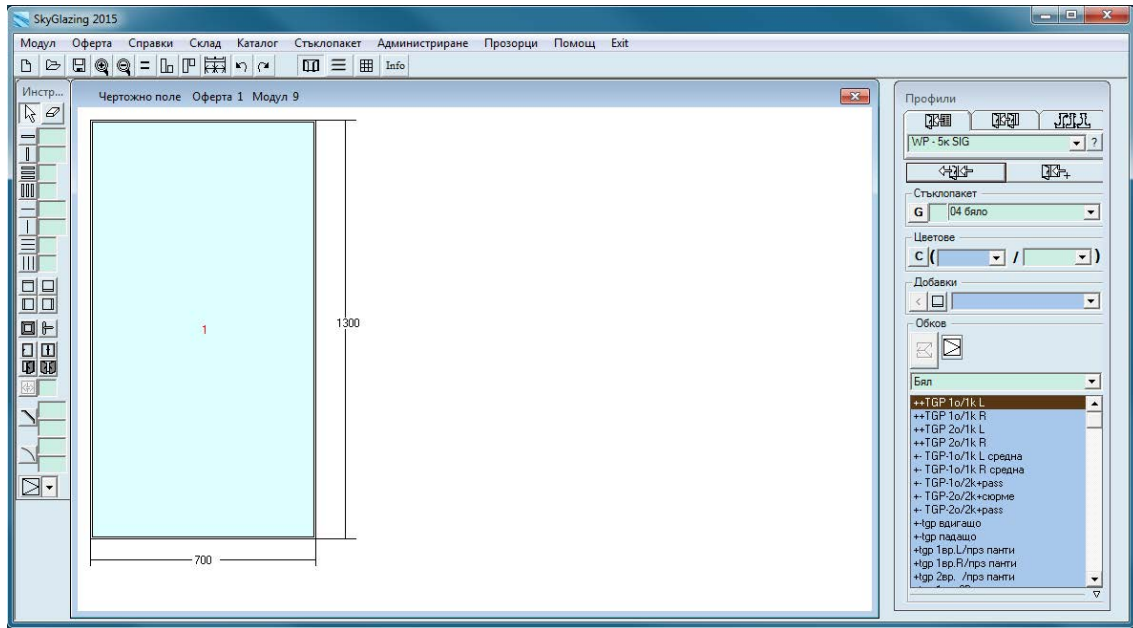 SkyGlazing 2015
Модул Оферта Справки Склад Каталог Стъклопакет Администриране Прозорци Помощ Exit
Info
Инстр...
Чертожно поле Оферта 1 Модул 9
1
1300
700
Профили
WP - 5к SIG
?
Стъклопакет
G 04 бяло
Цветове
C ( / )
Добавки
<
Обков
Бял
++TGP 1o/1k L
++TGP 1o/1k R
++TGP 2o/1k L
++TGP 2o/1k R
+- TGP-1o/1k L средна
+- TGP-1o/1k R средна
+- TGP-1o/2k+pass
+- TGP-2o/2k+сюрме
+- TGP-2o/2k+pass
+-tgp вдигащо
+-tgp падащо
+tgp 1вр.L/прз панти
+tgp 1вр.R/прз панти
+tgp 2вр. /прз панти